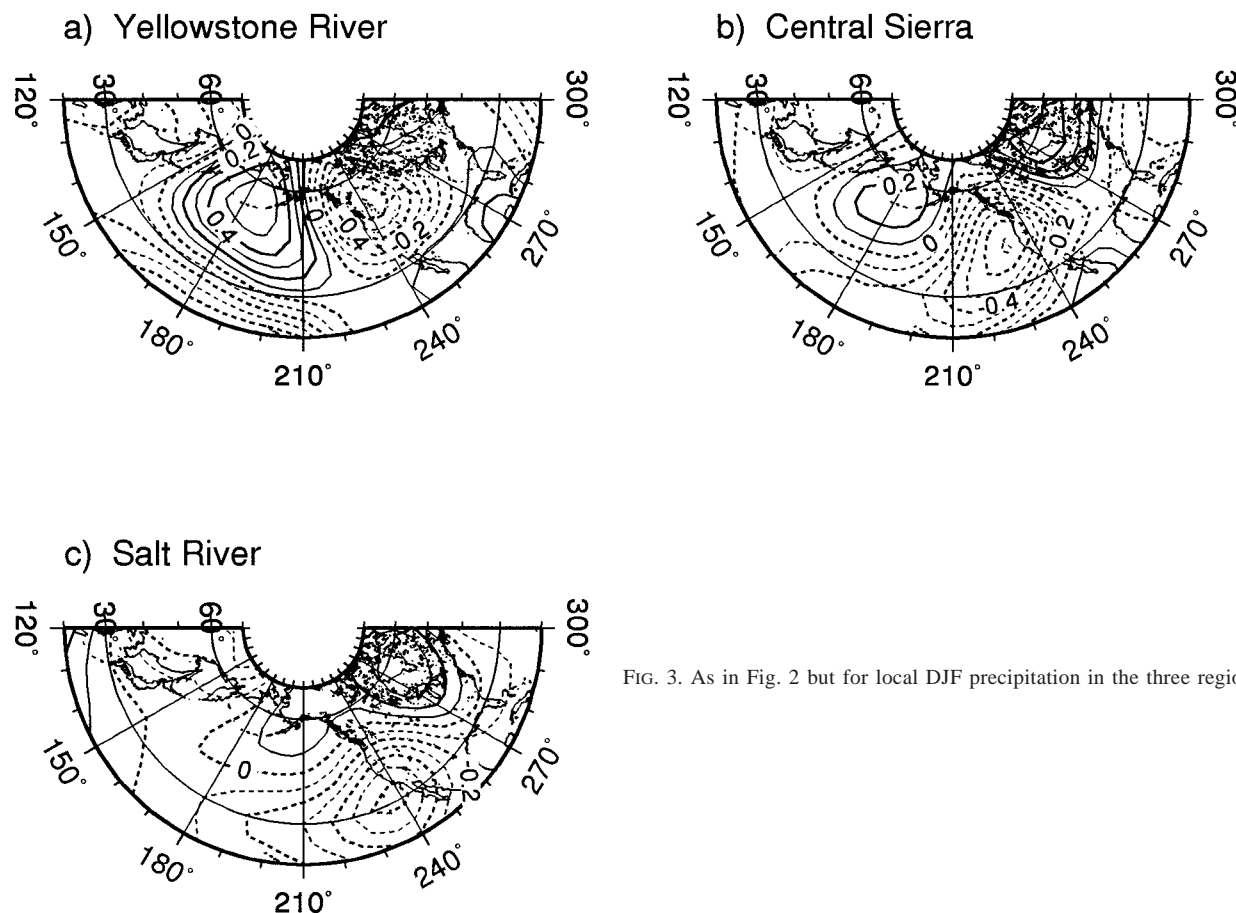 a) Yellowstone River
b) Central Sierra
120° 30° 60° 300°
120° 30° 60° 300°
0 0.2 0.4 0 -0.4 -0.2
0.2 0 -0.2 -0.4
150° 180° 210° 240° 270°
150° 180° 210° 240° 270°
c) Salt River
120° 30° 60° 300°
0 0.2
150° 180° 210° 240° 270°
FIG. 3. As in Fig. 2 but for local DJF precipitation in the three